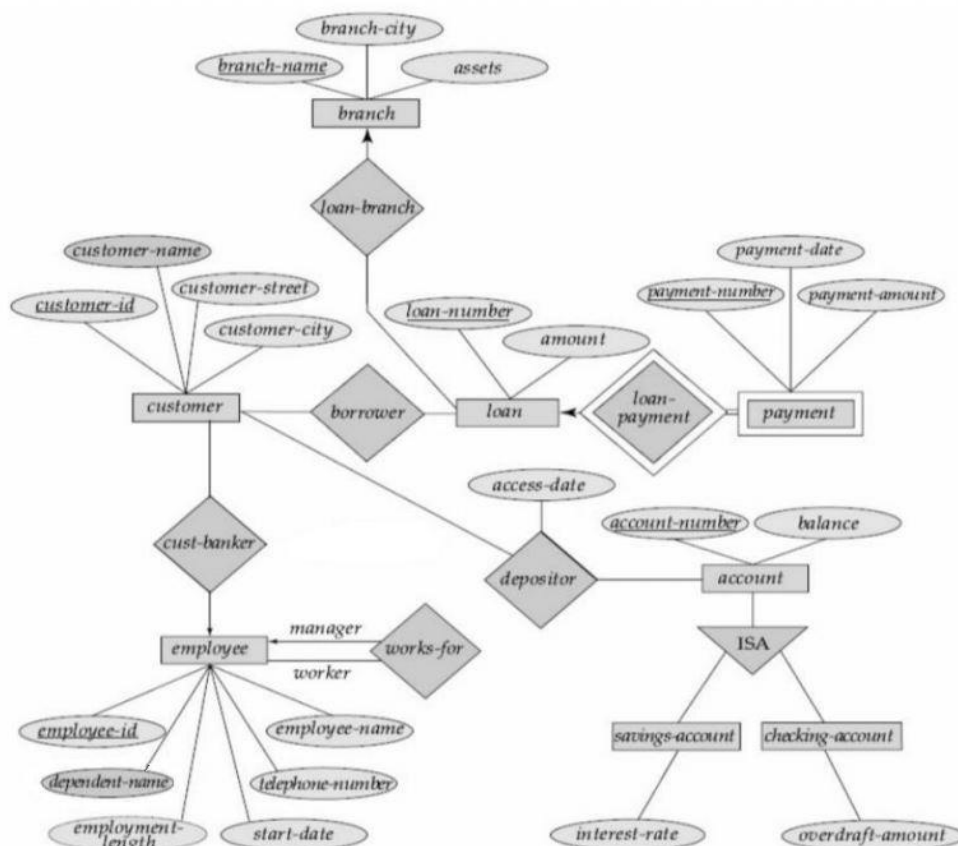 branch-city
branch-name
assets
branch
loan-branch
customer-name
payment-date
customer-street
customer-id
loan-number
payment-number
payment-amount
customer-city
amount
customer
borrower
loan
loan-
payment
payment
access-date
account-number
balance
cust-banker
depositor
account
manager
employee
works-for
ISA
worker
employee-id
employee-name
savings-account
checking-account
dependent-name
telephone-number
employment-
length
start-date
interest-rate
overdraft-amount